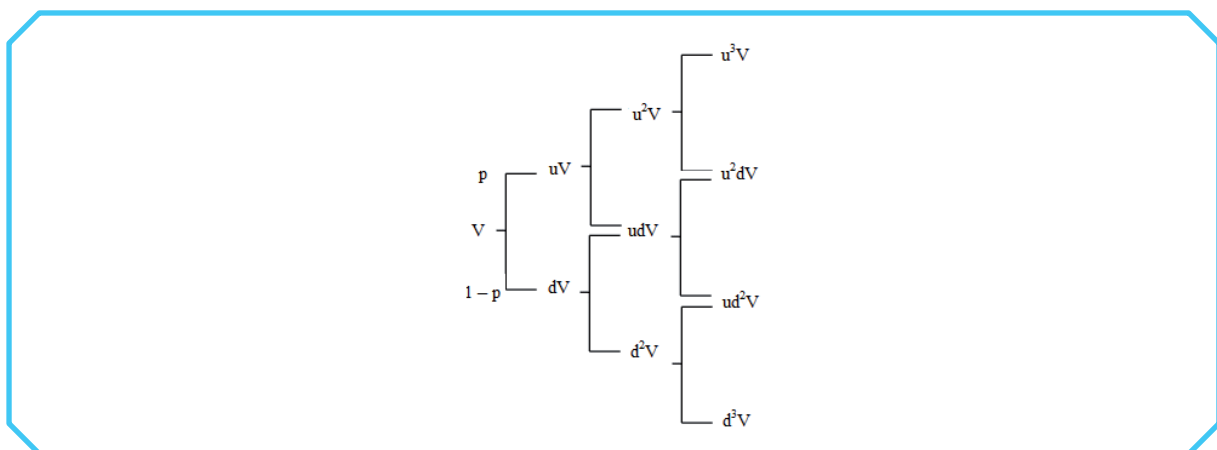 u³V
u²V
p uV u²dV
V udV
1 – p dV ud²V
d²V
d³V